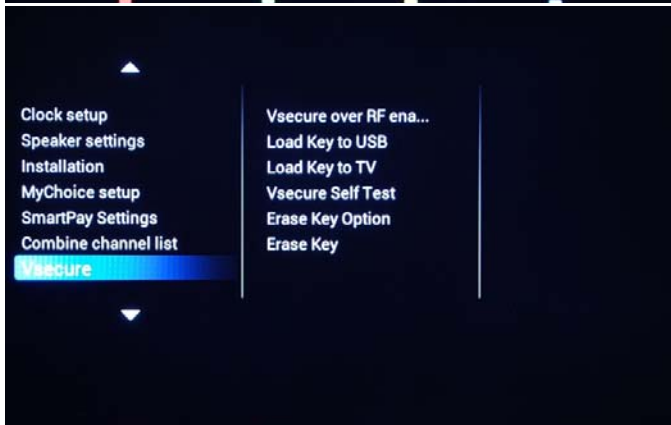 Clock setup
Speaker settings
Installation
MyChoice setup
SmartPay Settings
Combine channel list
Vsecure
Vsecure over RF ena...
Load Key to USB
Load Key to TV
Vsecure Self Test
Erase Key Option
Erase Key